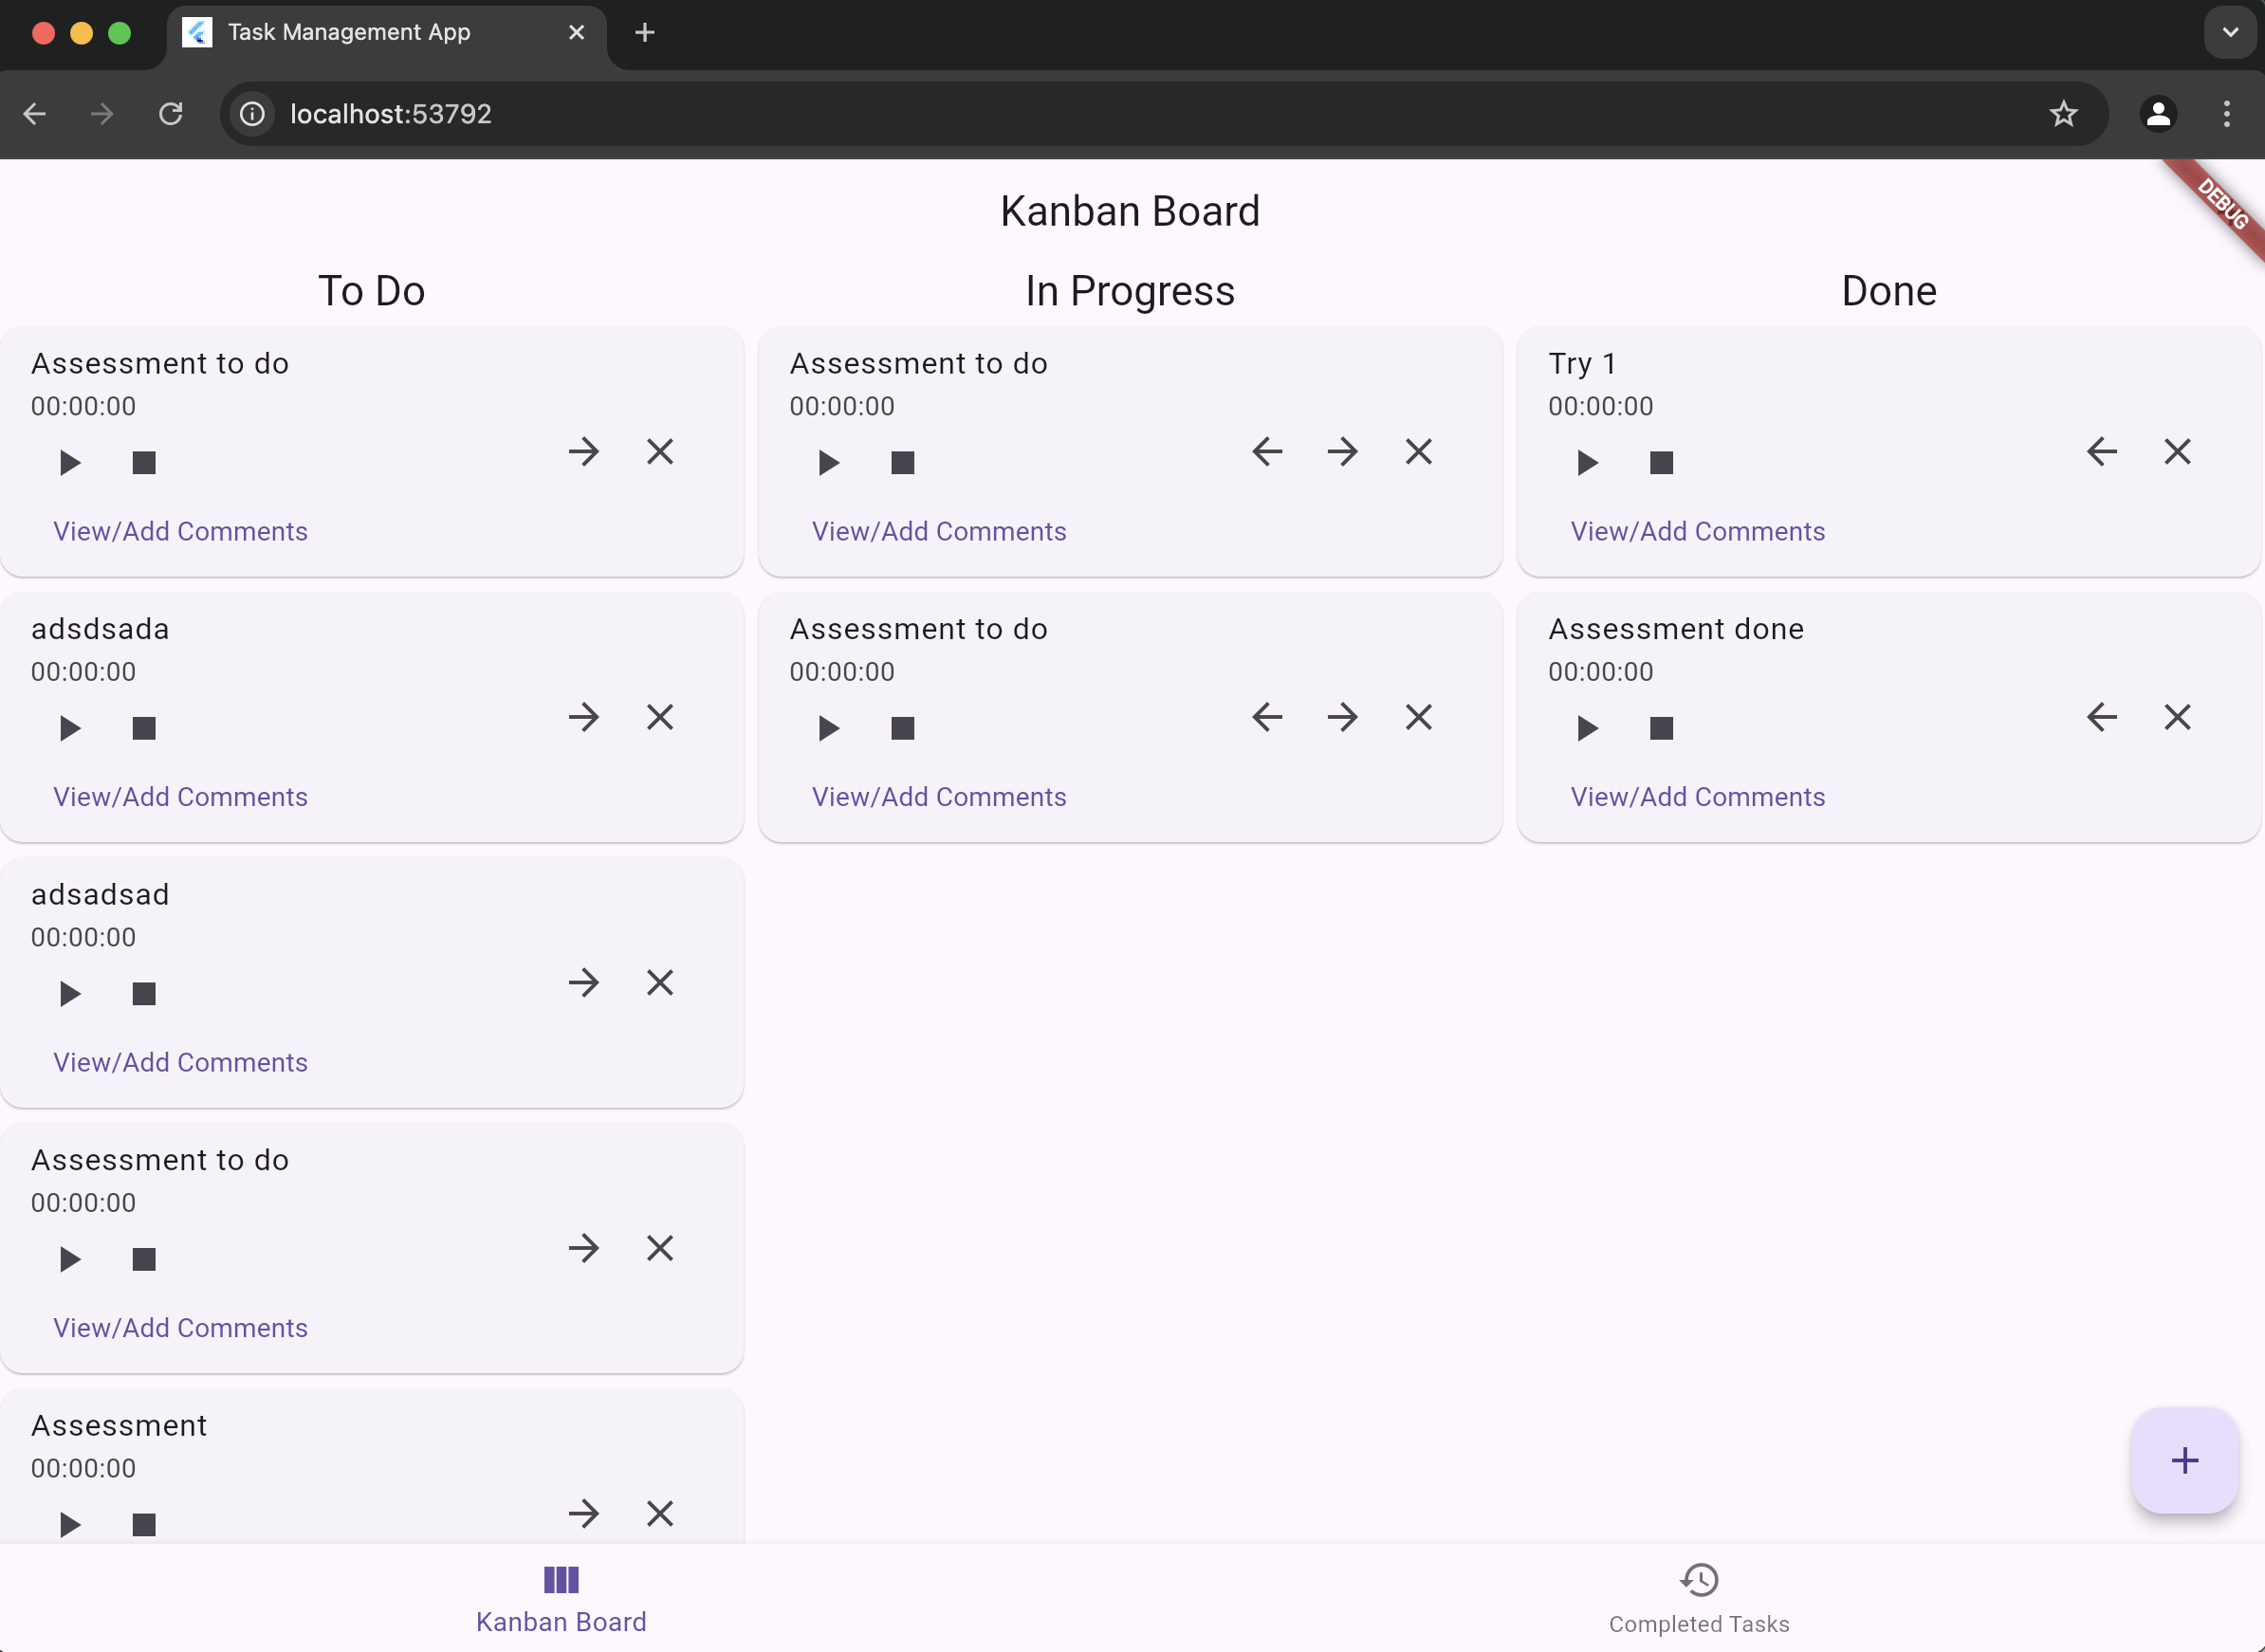 Task Management App
localhost:53792
DEBUG
Kanban Board
To Do
Assessment to do
00:00:00
View/Add Comments
adsdsada
00:00:00
View/Add Comments
adsadsad
00:00:00
View/Add Comments
Assessment to do
00:00:00
View/Add Comments
Assessment
00:00:00
In Progress
Assessment to do
00:00:00
View/Add Comments
Assessment to do
00:00:00
View/Add Comments
Done
Try 1
00:00:00
View/Add Comments
Assessment done
00:00:00
View/Add Comments
Kanban Board
Completed Tasks